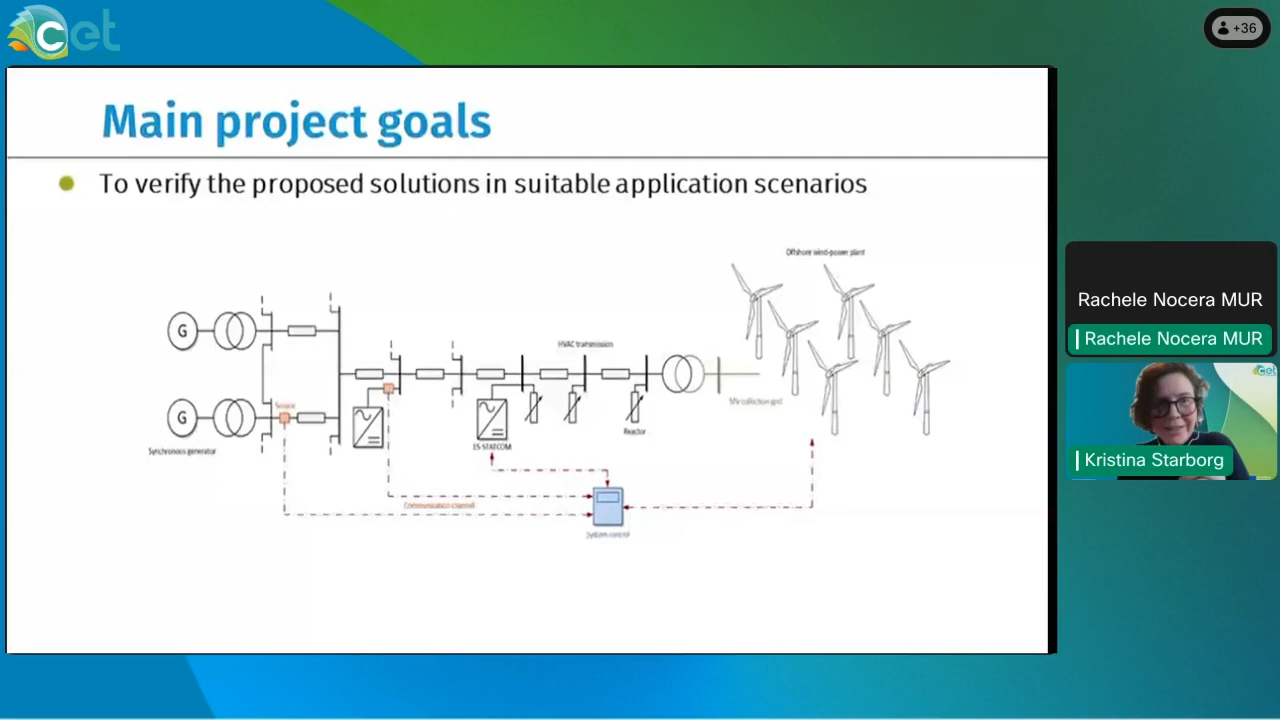 cet
+36
Main project goals
To verify the proposed solutions in suitable application scenarios
Offshore wind-power plant
G
HVAC transmission
MV collection grid
Sensor
G
Reactor
Synchronous generator
ES-STATCOM
Communication channel
System control
Rachele Nocera MUR
Rachele Nocera MUR
cet
Kristina Starborg